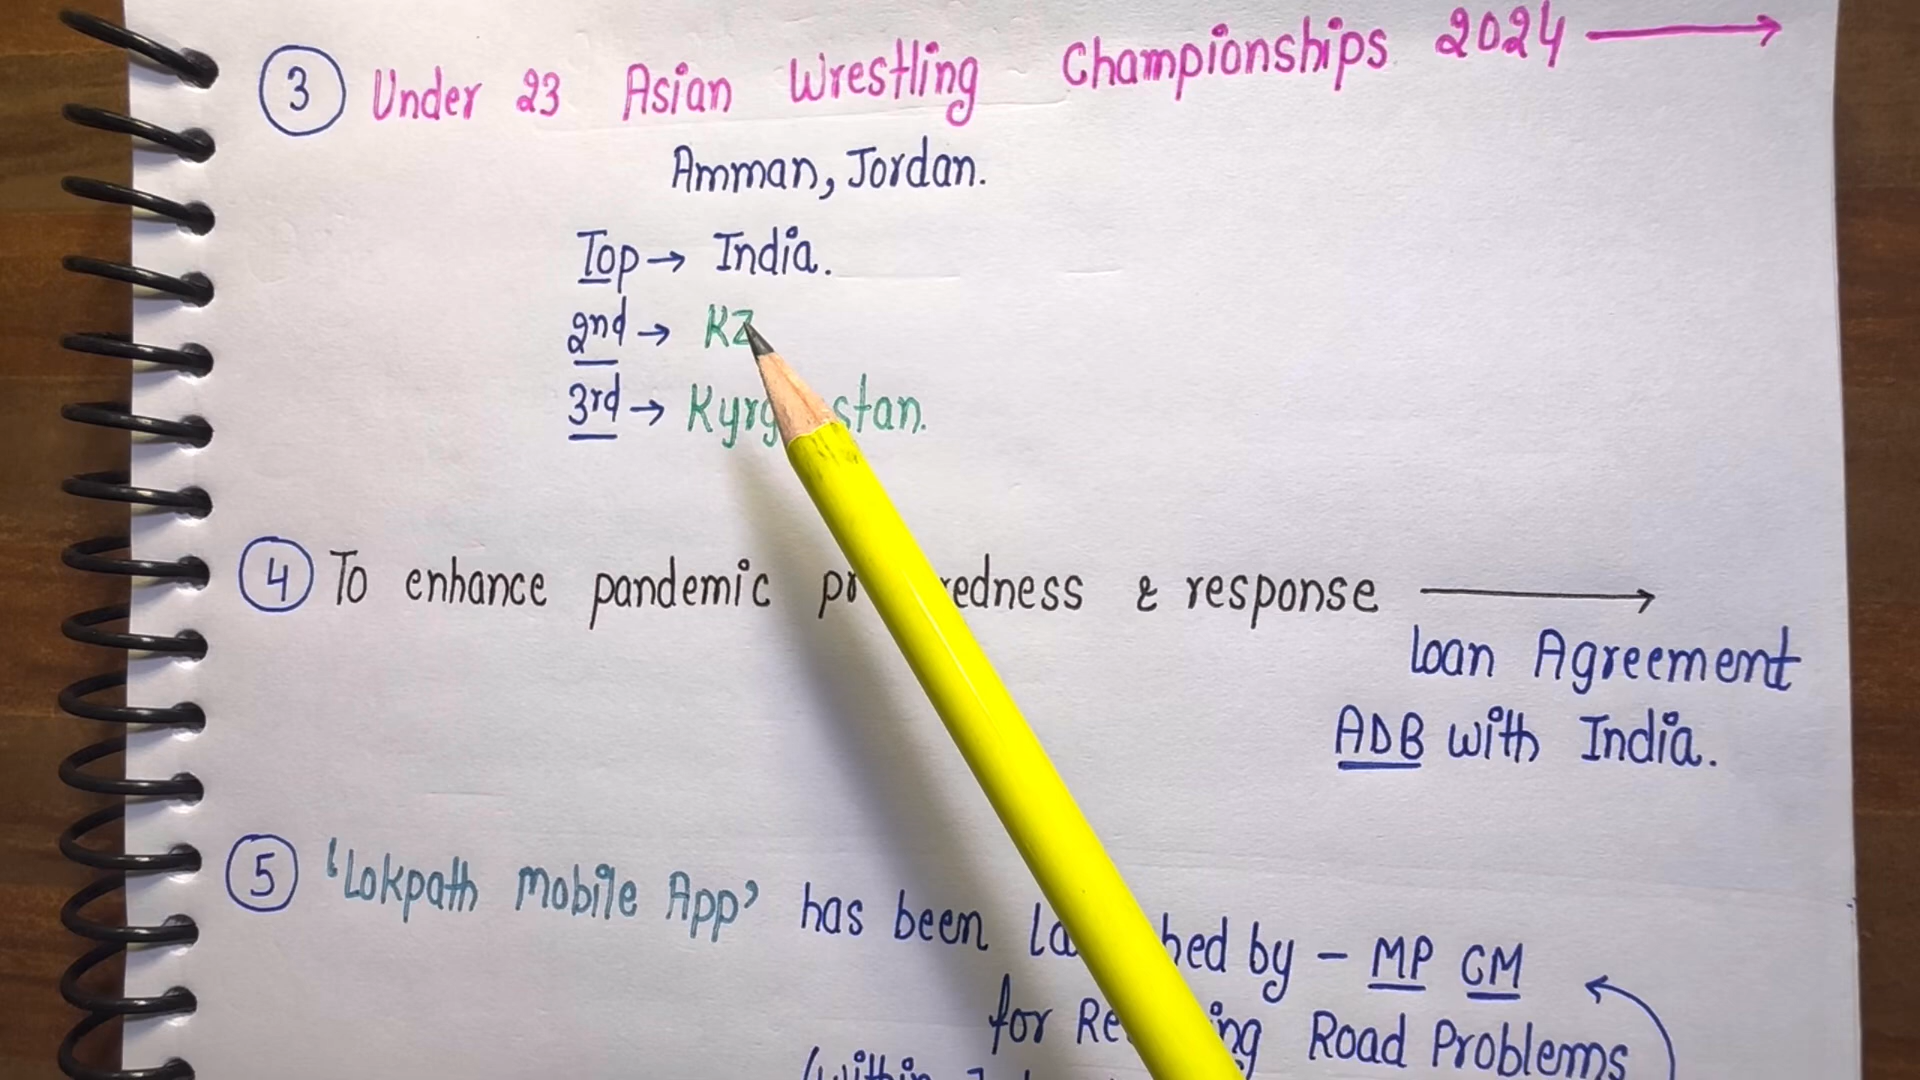 3 Under 23 Asian Wrestling Championships 2024 →
Amman, Jordan.
Top → India.
2nd → KZ
3rd →
4 To enhance pandemic & response →
Loan Agreement
ADB with India.
5 'Lokpath Mobile App' has been by - MP CM
for Road Problems